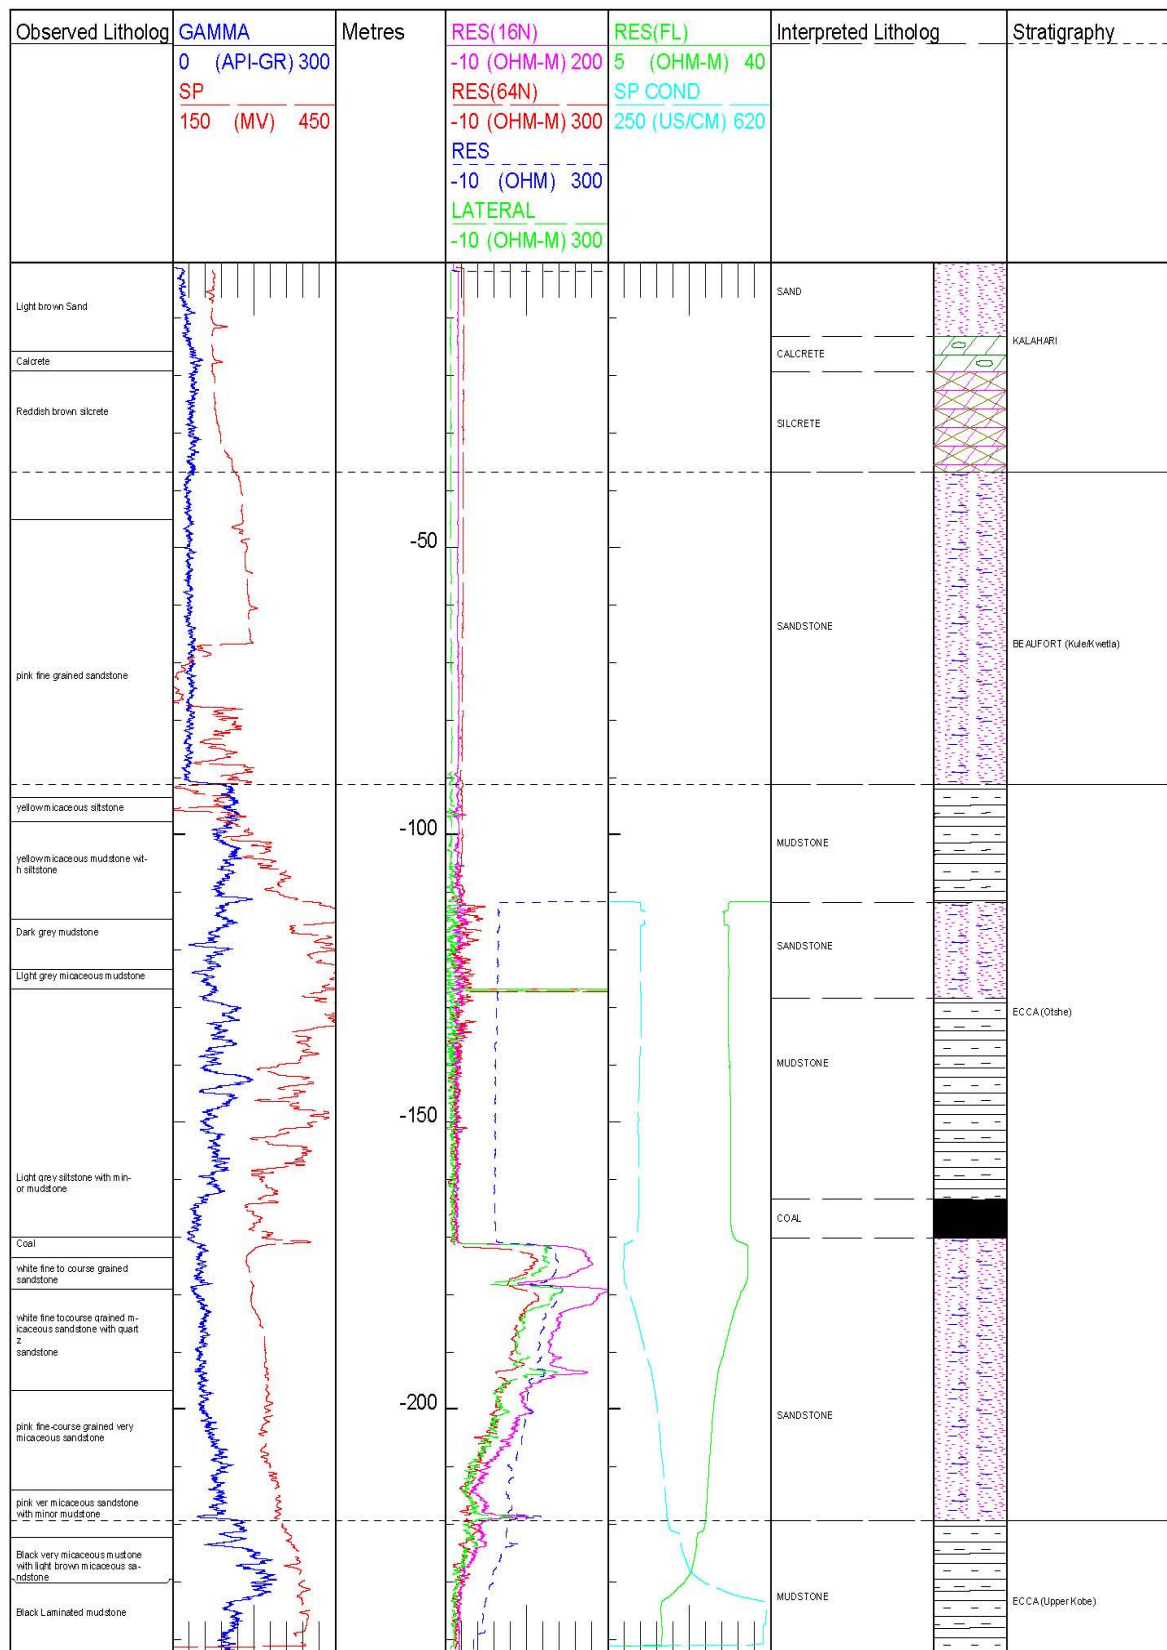 Observed Litholog
GAMMA
0 (API-GR) 300
SP
150 (MV) 450
Metres
RES(16N)
-10 (OHM-M) 200
RES(64N)
-10 (OHM-M) 300
RES
-10 (OHM) 300
LATERAL
-10 (OHM-M) 300
RES(FL)
5 (OHM-M) 40
SP COND
250 (US/CM) 620
Interpreted Litholog
Stratigraphy
Light brown Sand
Calcrete
Reddish brown silcrete
pink fine grained sandstone
yellow micaceous siltstone
yellow micaceous mudstone wit-
h siltstone
Dark grey mudstone
Light grey micaceous mudstone
Light grey siltstone with min-
or mudstone
Coal
white fine to course grained
sandstone
white fine to course grained m-
icaceous sandstone with quart
z
sandstone
pink fine-course grained very
micaceous sandstone
pink ver micaceous sandstone
with minor mudstone
Black very micaceous mustone
with light brown micaceous sa-
ndstone
Black Laminated mudstone
-50
-100
-150
-200
SAND
CALCRETE
SILCRETE
SANDSTONE
MUDSTONE
SANDSTONE
MUDSTONE
COAL
SANDSTONE
MUDSTONE
KALAHARI
BEAUFORT (Kule/Kwetla)
ECCA (Otshe)
ECCA (Upper Kobe)